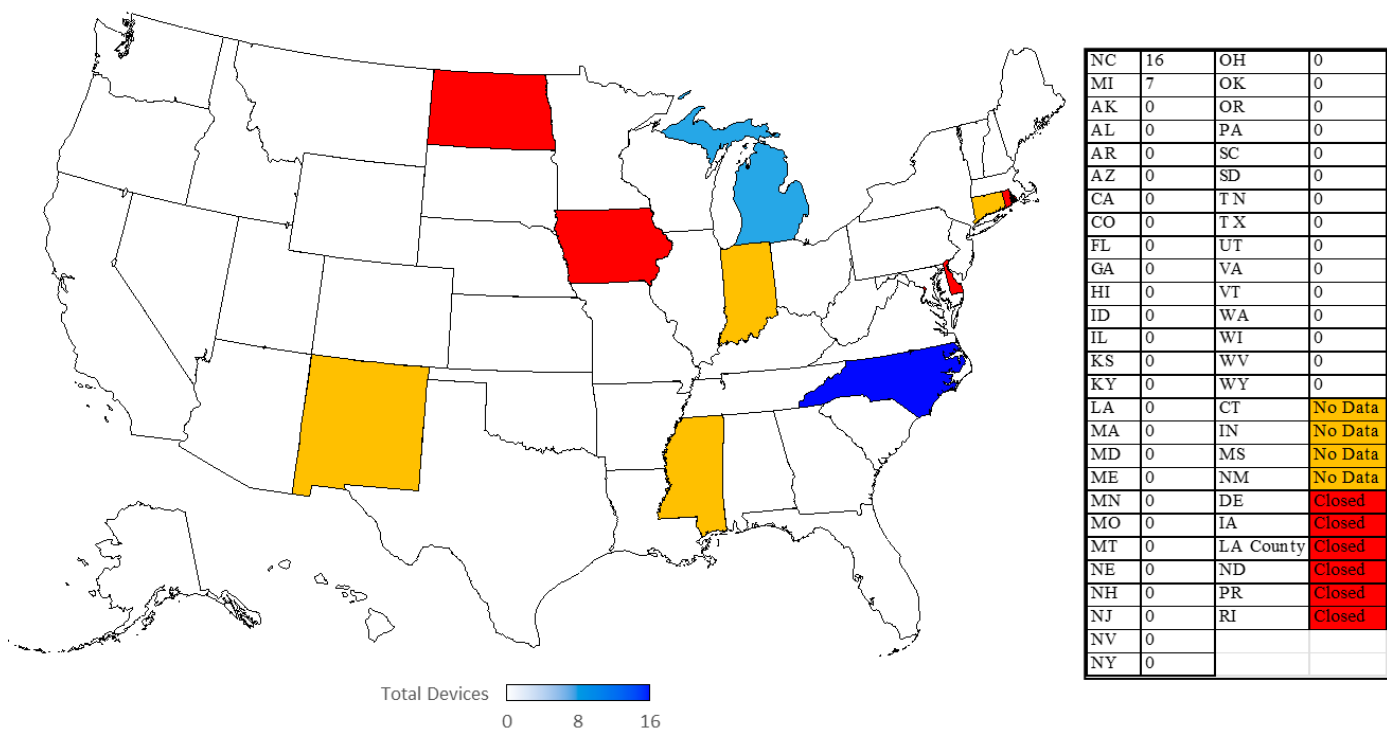 NC 16 OH 0
MI 7 OK 0
AK 0 OR 0
AL 0 PA 0
AR 0 SC 0
AZ 0 SD 0
CA 0 TN 0
CO 0 TX 0
FL 0 UT 0
GA 0 VA 0
HI 0 VT 0
ID 0 WA 0
IL 0 WI 0
KS 0 WV 0
KY 0 WY 0
LA 0 CT No Data
MA 0 IN No Data
MD 0 MS No Data
ME 0 NM No Data
MN 0 DE Closed
MO 0 IA Closed
MT 0 LA County Closed
NE 0 ND Closed
NH 0 PR Closed
NJ 0 RI Closed
NV 0
NY 0
Total Devices
0 8 16